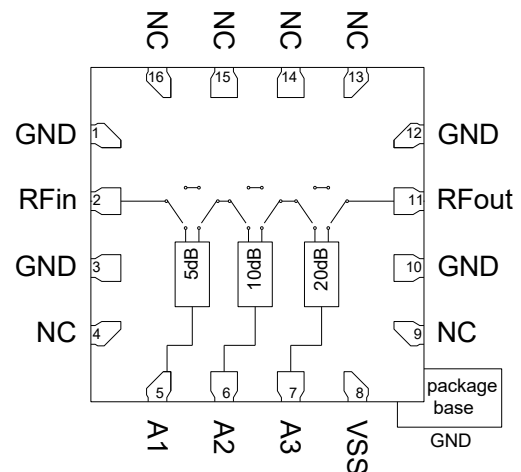 NC NC NC NC
16 15 14 13
GND 1 12 GND
RFin 2 11 RFout
5dB 10dB 20dB
GND 3 10 GND
NC 4 9 NC
5 6 7 8
A1 A2 A3 VSS
package
base
GND